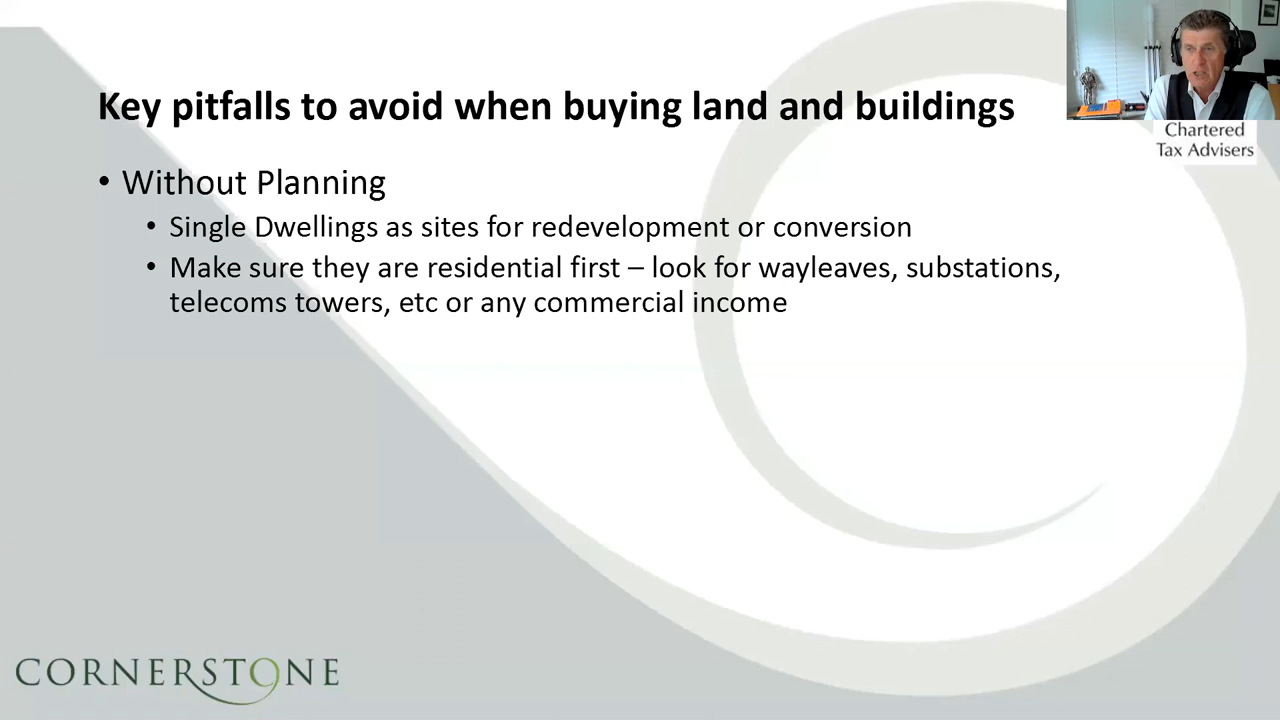 Key pitfalls to avoid when buying land and buildings
Chartered
Tax Advisers
• Without Planning
• Single Dwellings as sites for redevelopment or conversion
• Make sure they are residential first – look for wayleaves, substations,
telecoms towers, etc or any commercial income
CORNERSTONE